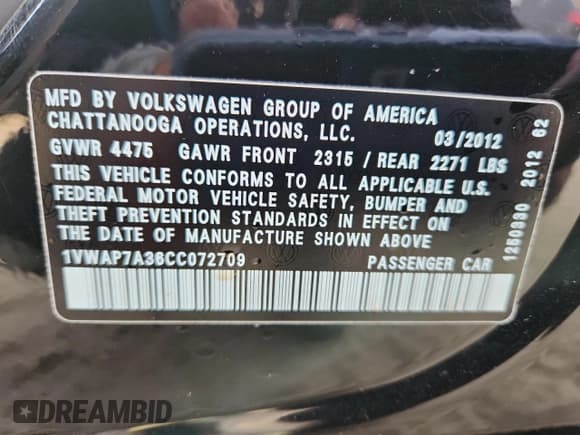 MFD BY VOLKSWAGEN GROUP OF AMERICA
CHATTANOOGA OPERATIONS, LLC. 03/2012
GVWR 4475 GAWR FRONT 2315 / REAR 2271 LBS
THIS VEHICLE CONFORMS TO ALL APPLICABLE U.S.
FEDERAL MOTOR VEHICLE SAFETY, BUMPER AND
THEFT PREVENTION STANDARDS IN EFFECT ON
THE DATE OF MANUFACTURE SHOWN ABOVE
1VWAP7A36CC072709 PASSENGER CAR
1250930 2012 62
DREAMBID